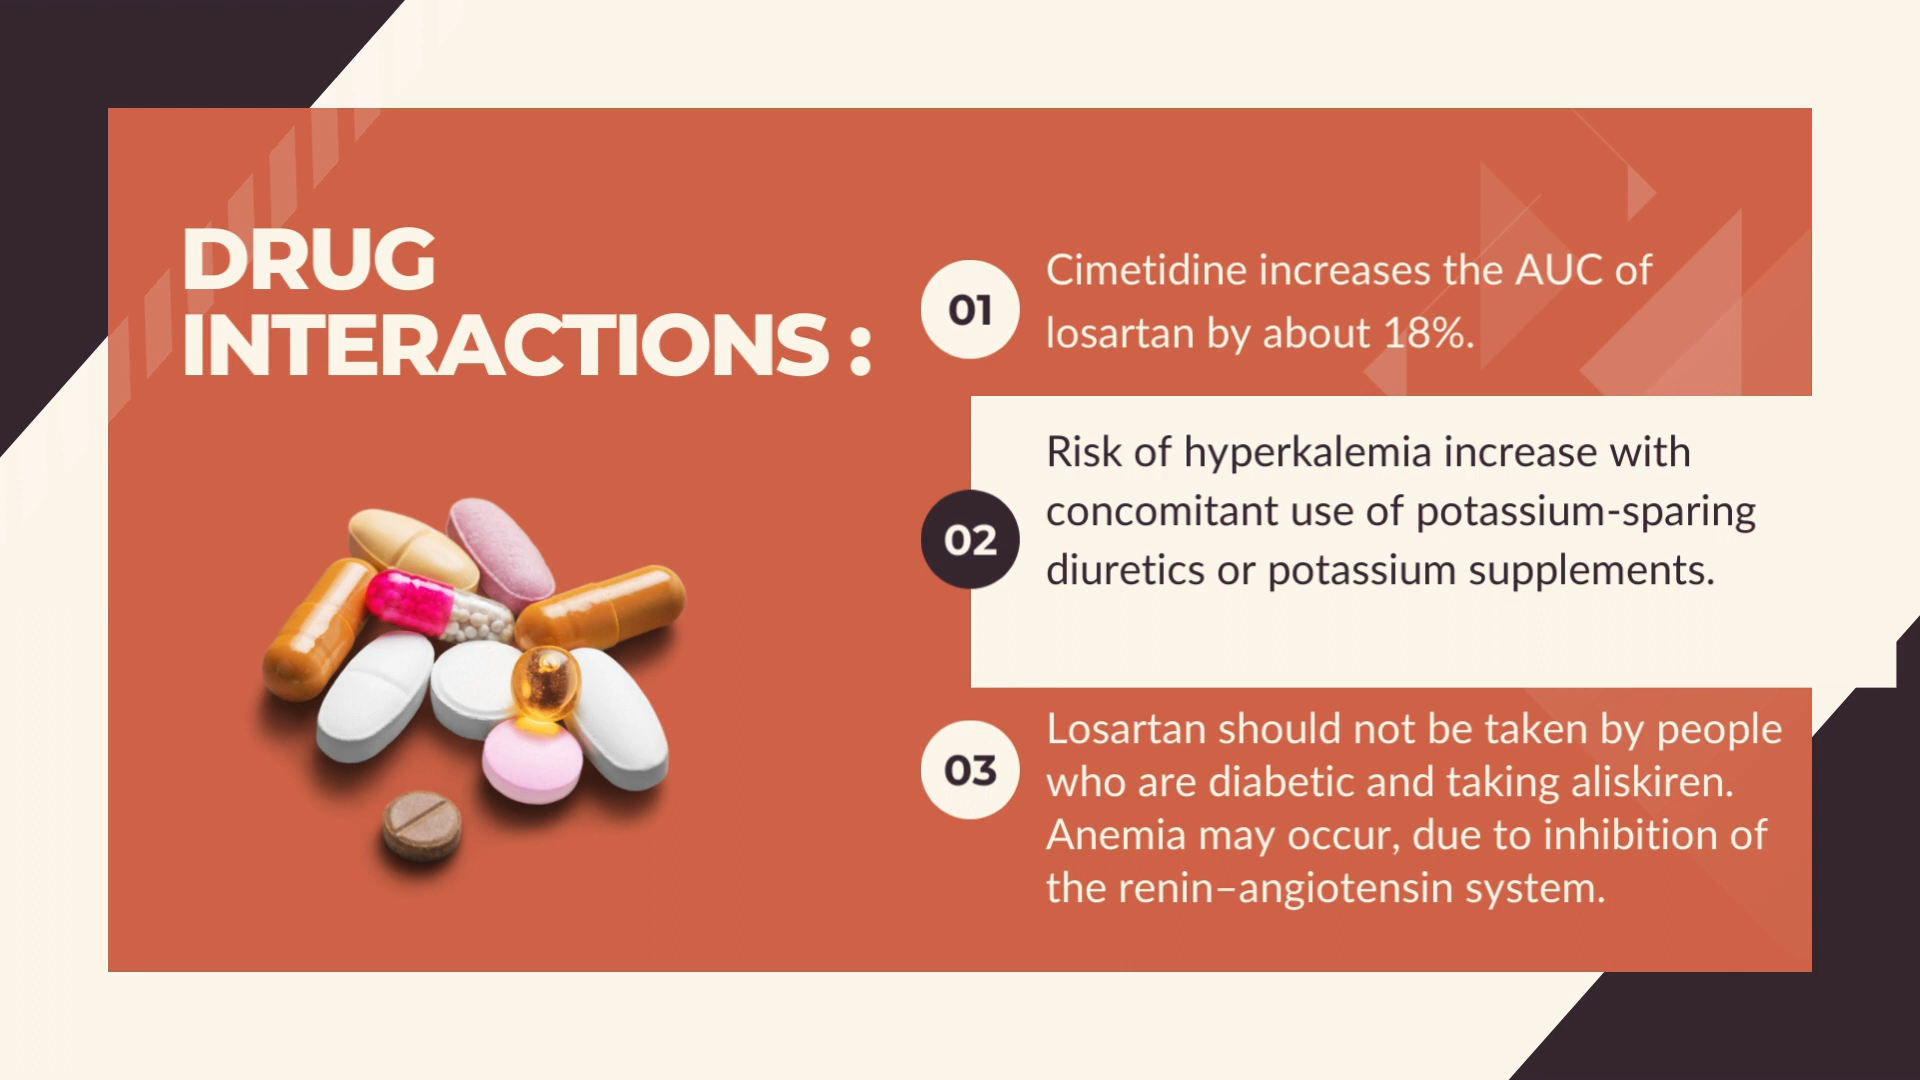 DRUG
INTERACTIONS :
01
Cimetidine increases the AUC of
losartan by about 18%.
02
Risk of hyperkalemia increase with
concomitant use of potassium-sparing
diuretics or potassium supplements.
03
Losartan should not be taken by people
who are diabetic and taking aliskiren.
Anemia may occur, due to inhibition of
the renin–angiotensin system.